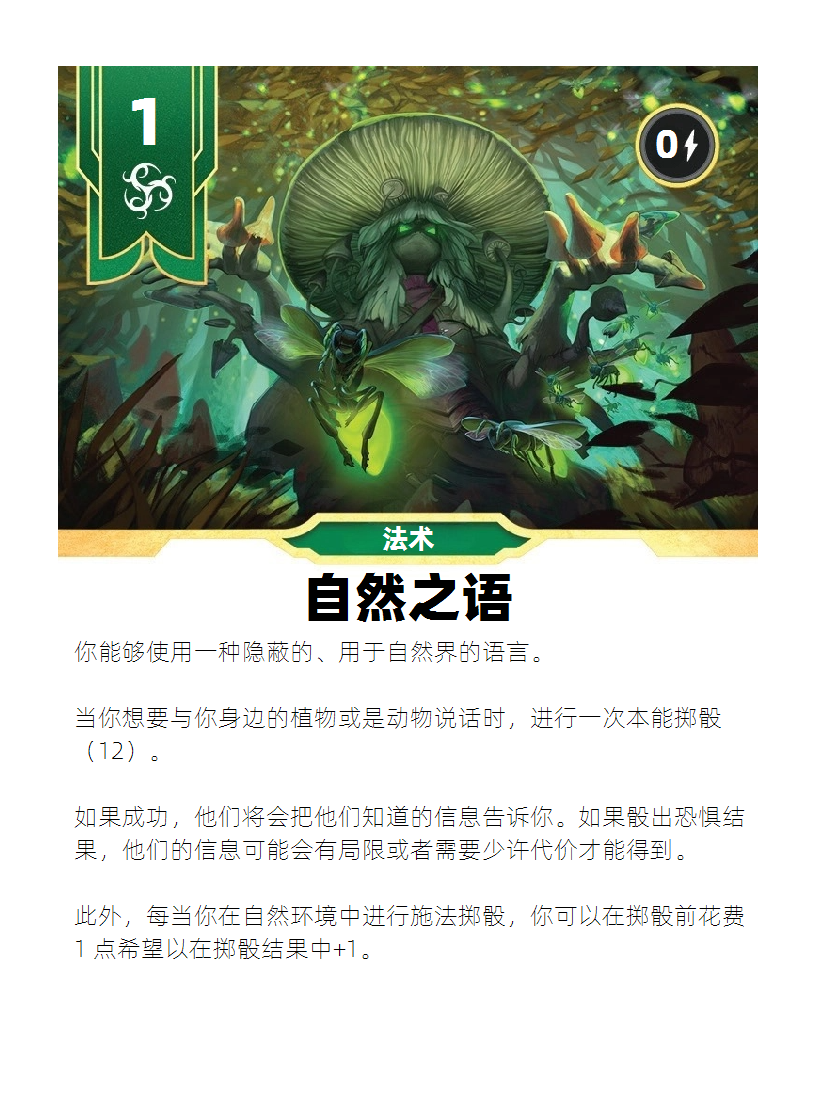 1
0
法术
自然之语
你能够使用一种隐蔽的、用于自然界的语言。
当你想要与你身边的植物或是动物说话时，进行一次本能掷骰
（12）。
如果成功，他们将会把他们知道的信息告诉你。如果骰出恐惧结
果，他们的信息可能会有局限或者需要少许代价才能得到。
此外，每当你在自然环境中进行施法掷骰，你可以在掷骰前花费
1 点希望以在掷骰结果中+1。